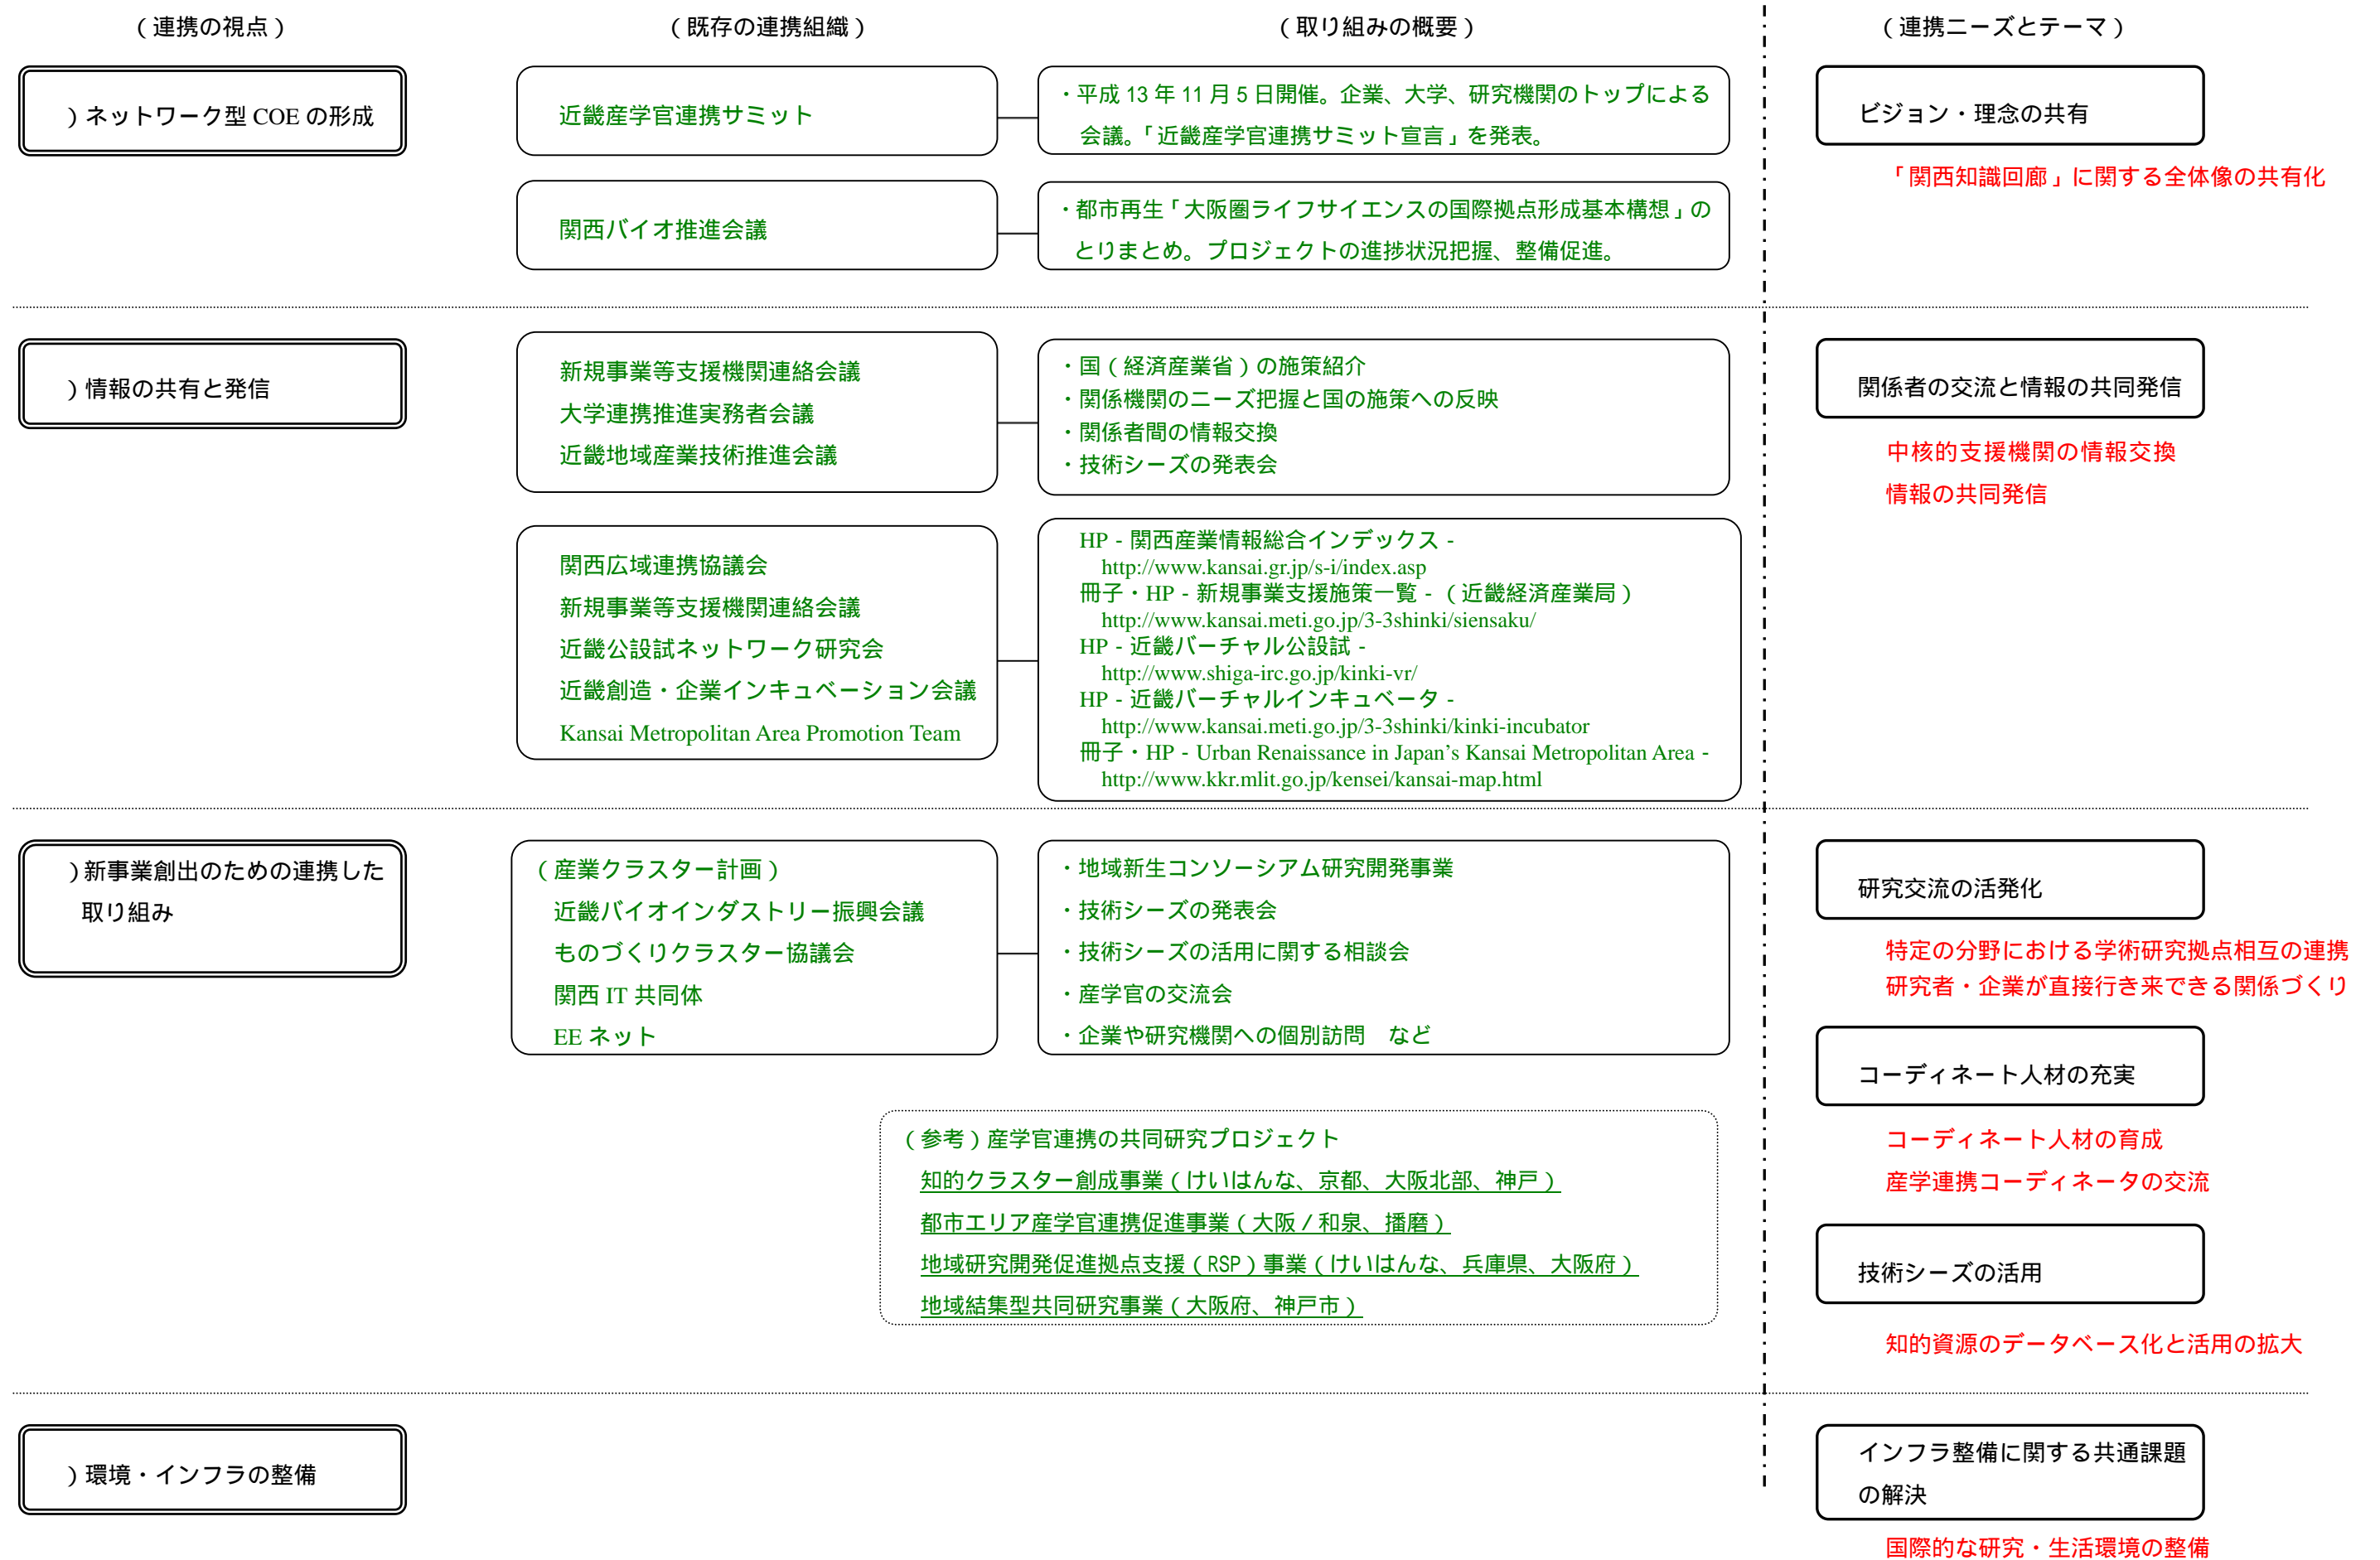 （連携の視点）
（既存の連携組織）
（取り組みの概要）
（連携ニーズとテーマ）
）ネットワーク型 COE の形成
近畿産学官連携サミット
・平成 13 年 11 月 5 日開催。企業、大学、研究機関のトップによる
会議。「近畿産学官連携サミット宣言」を発表。
ビジョン・理念の共有
「関西知識回廊」に関する全体像の共有化
関西バイオ推進会議
・都市再生「大阪圏ライフサイエンスの国際拠点形成基本構想」の
とりまとめ。プロジェクトの進捗状況把握、整備促進。
）情報の共有と発信
新規事業等支援機関連絡会議
大学連携推進実務者会議
近畿地域産業技術推進会議
・国（経済産業省）の施策紹介
・関係機関のニーズ把握と国の施策への反映
・関係者間の情報交換
・技術シーズの発表会
関係者の交流と情報の共同発信
中核的支援機関の情報交換
情報の共同発信
関西広域連携協議会
新規事業等支援機関連絡会議
近畿公設試ネットワーク研究会
近畿創造・企業インキュベーション会議
Kansai Metropolitan Area Promotion Team
HP - 関西産業情報総合インデックス -
http://www.kansai.gr.jp/s-i/index.asp
冊子・HP - 新規事業支援施策一覧 - （近畿経済産業局）
http://www.kansai.meti.go.jp/3-3shinki/siensaku/
HP - 近畿バーチャル公設試 -
http://www.shiga-irc.go.jp/kinki-vr/
HP - 近畿バーチャルインキュベータ -
http://www.kansai.meti.go.jp/3-3shinki/kinki-incubator
冊子・HP - Urban Renaissance in Japan’s Kansai Metropolitan Area -
http://www.kkr.mlit.go.jp/kensei/kansai-map.html
）新事業創出のための連携した
取り組み
（産業クラスター計画）
近畿バイオインダストリー振興会議
ものづくりクラスター協議会
関西 IT 共同体
EE ネット
・地域新生コンソーシアム研究開発事業
・技術シーズの発表会
・技術シーズの活用に関する相談会
・産学官の交流会
・企業や研究機関への個別訪問　など
研究交流の活発化
特定の分野における学術研究拠点相互の連携
研究者・企業が直接行き来できる関係づくり
コーディネート人材の充実
コーディネート人材の育成
産学連携コーディネータの交流
（参考）産学官連携の共同研究プロジェクト
知的クラスター創成事業（けいはんな、京都、大阪北部、神戸）
都市エリア産学官連携促進事業（大阪／和泉、播磨）
地域研究開発促進拠点支援（RSP）事業（けいはんな、兵庫県、大阪府）
地域結集型共同研究事業（大阪府、神戸市）
技術シーズの活用
知的資源のデータベース化と活用の拡大
）環境・インフラの整備
インフラ整備に関する共通課題
の解決
国際的な研究・生活環境の整備